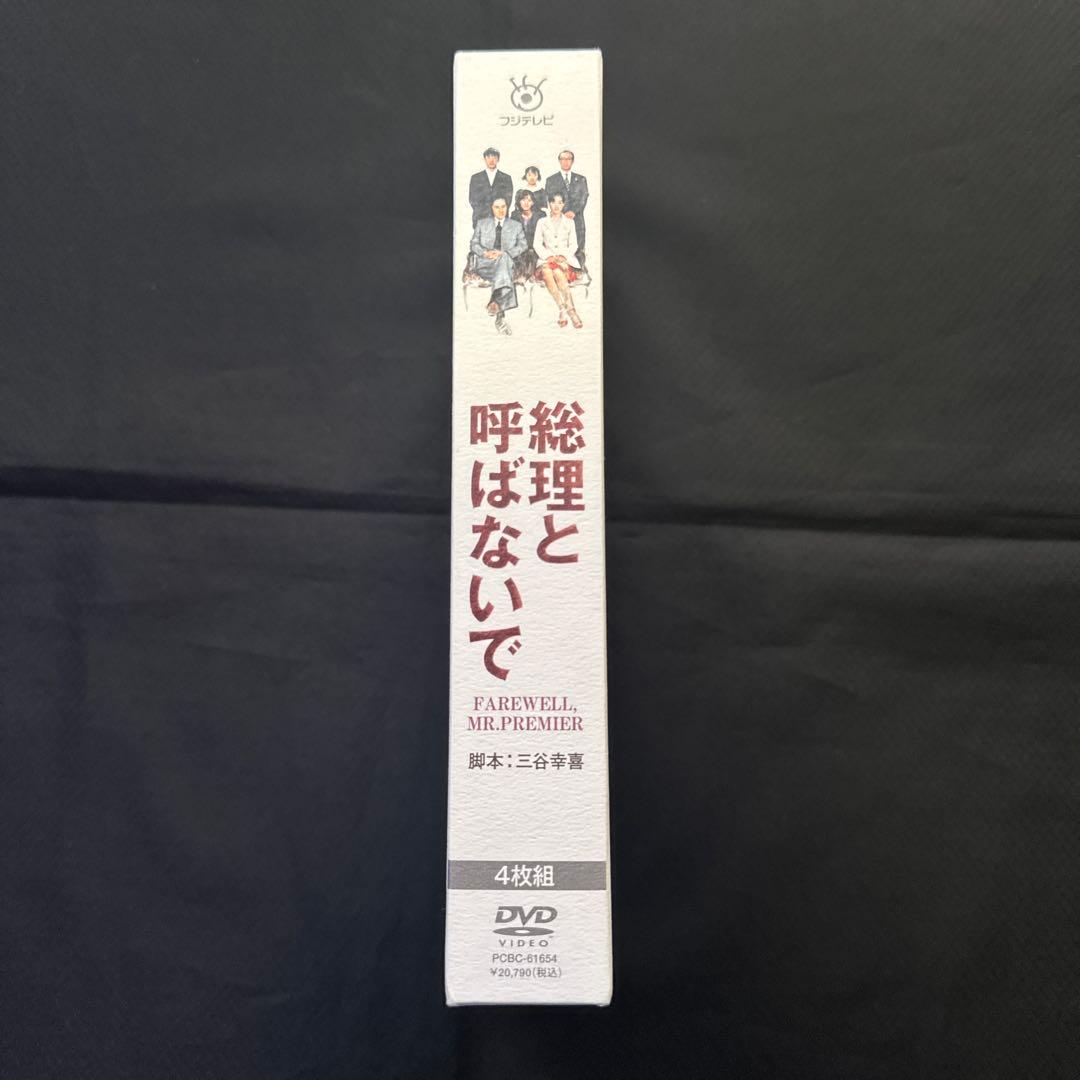 フジテレビ
総理と
呼ばないで
FAREWELL,
MR.PREMIER
脚本：三谷幸喜
4枚組
DVD
VIDEO™
PCBC-61654
¥20,790(税込)